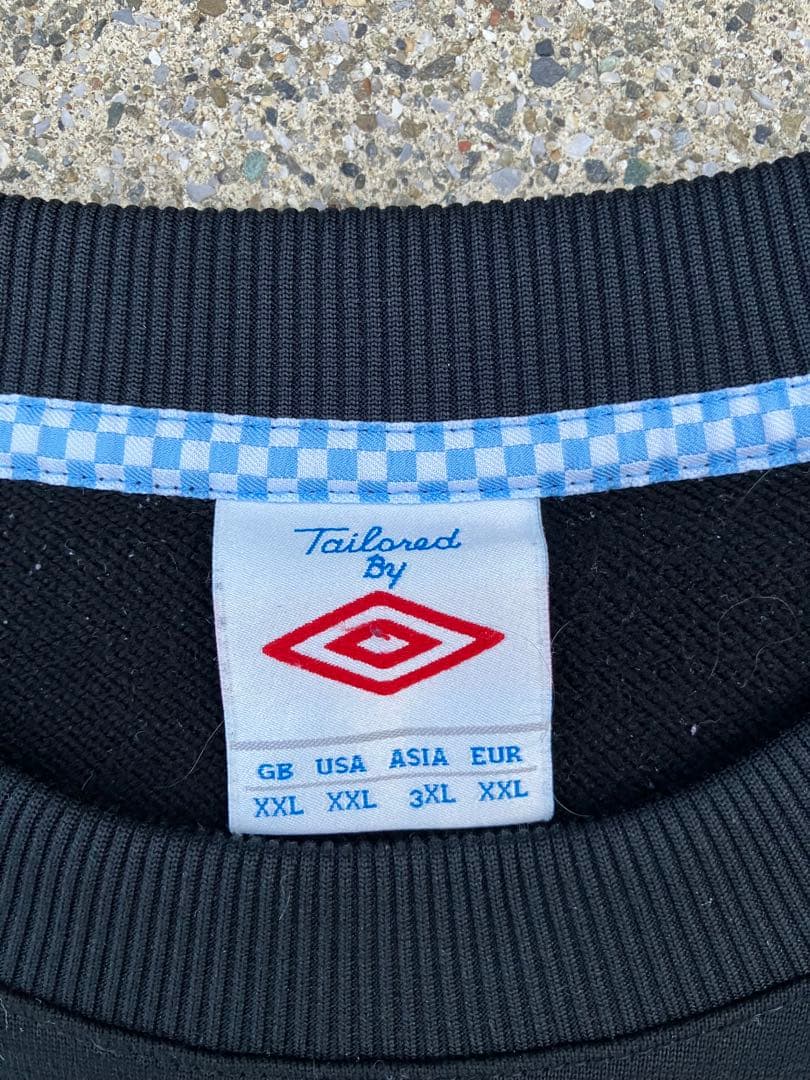 Tailored
By
GB USA ASIA EUR
XXL XXL 3XL XXL